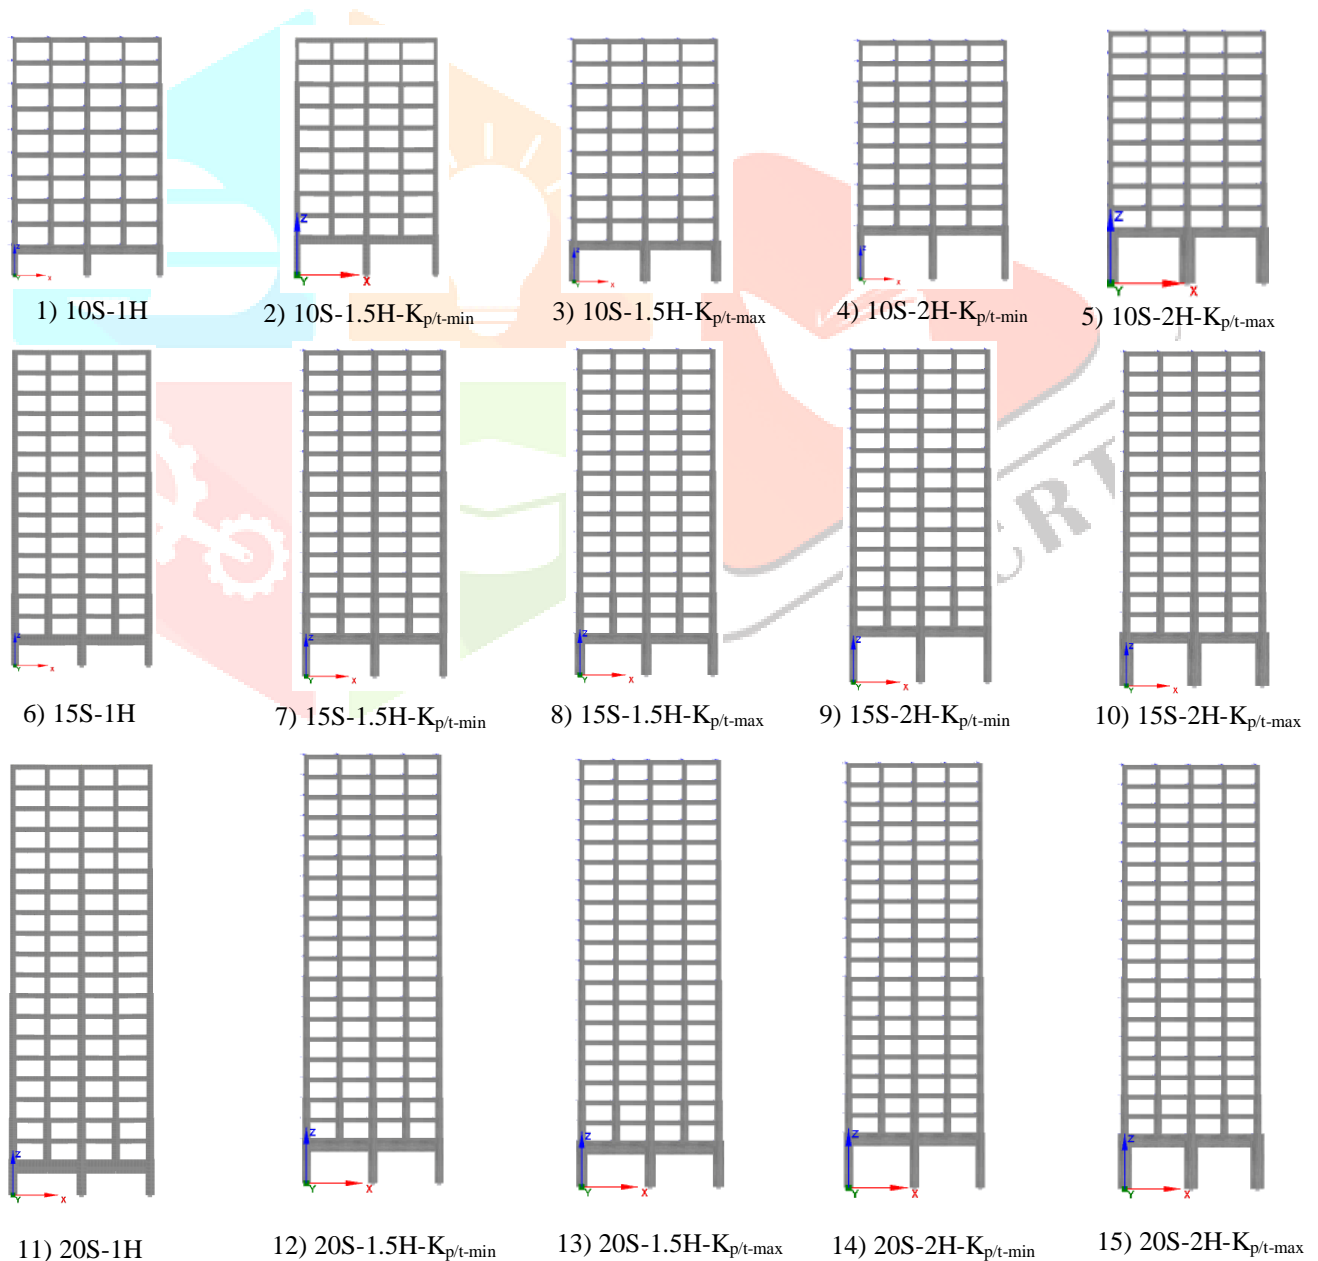 Z
Y X
Z
Y X
Z
Y X
Z
Y X
Z
Y X
1) 10S-1H
2) 10S-1.5H-Kp/t-min
3) 10S-1.5H-Kp/t-max
4) 10S-2H-Kp/t-min
5) 10S-2H-Kp/t-max
CRI
Z
Y X
Z
Y X
Z
Y X
Z
Y X
Z
Y X
6) 15S-1H
7) 15S-1.5H-Kp/t-min
8) 15S-1.5H-Kp/t-max
9) 15S-2H-Kp/t-min
10) 15S-2H-Kp/t-max
Z
Y X
Z
Y X
Z
Y X
Z
Y X
Z
Y X
11) 20S-1H
12) 20S-1.5H-Kp/t-min
13) 20S-1.5H-Kp/t-max
14) 20S-2H-Kp/t-min
15) 20S-2H-Kp/t-max